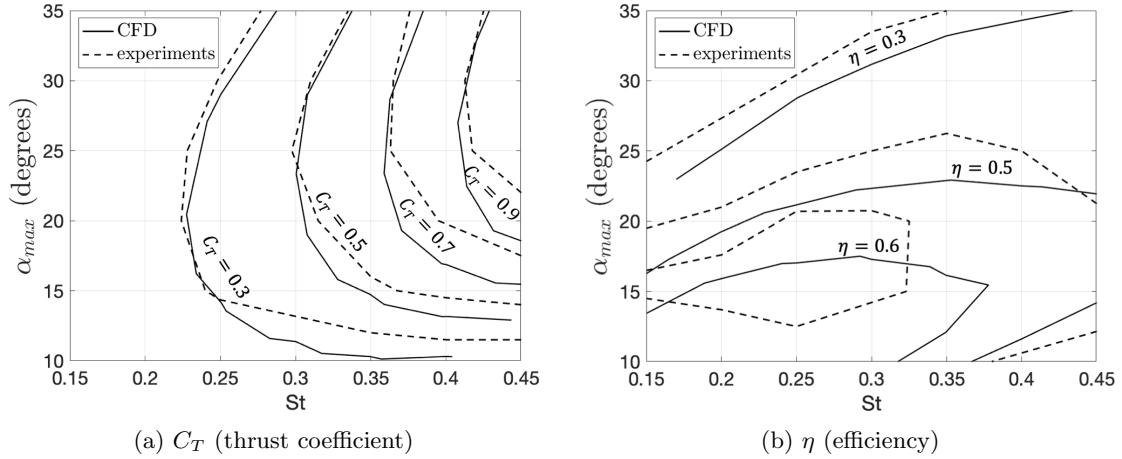 35
30
25
20
15
10
α_max (degrees)
CFD
experiments
C_T = 0.3
C_T = 0.5
C_T = 0.7
C_T = 0.9
0.15 0.2 0.25 0.3 0.35 0.4 0.45
St
(a) C_T (thrust coefficient)
35
30
25
20
15
10
α_max (degrees)
CFD
experiments
η = 0.3
η = 0.5
η = 0.6
0.15 0.2 0.25 0.3 0.35 0.4 0.45
St
(b) η (efficiency)